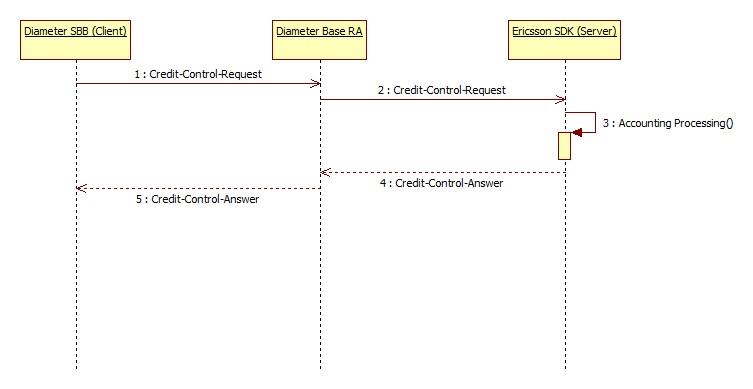 Diameter SBB (Client)
Diameter Base RA
Ericsson SDK (Server)
1 : Credit-Control-Request
2 : Credit-Control-Request
3 : Accounting Processing()
4 : Credit-Control-Answer
5 : Credit-Control-Answer